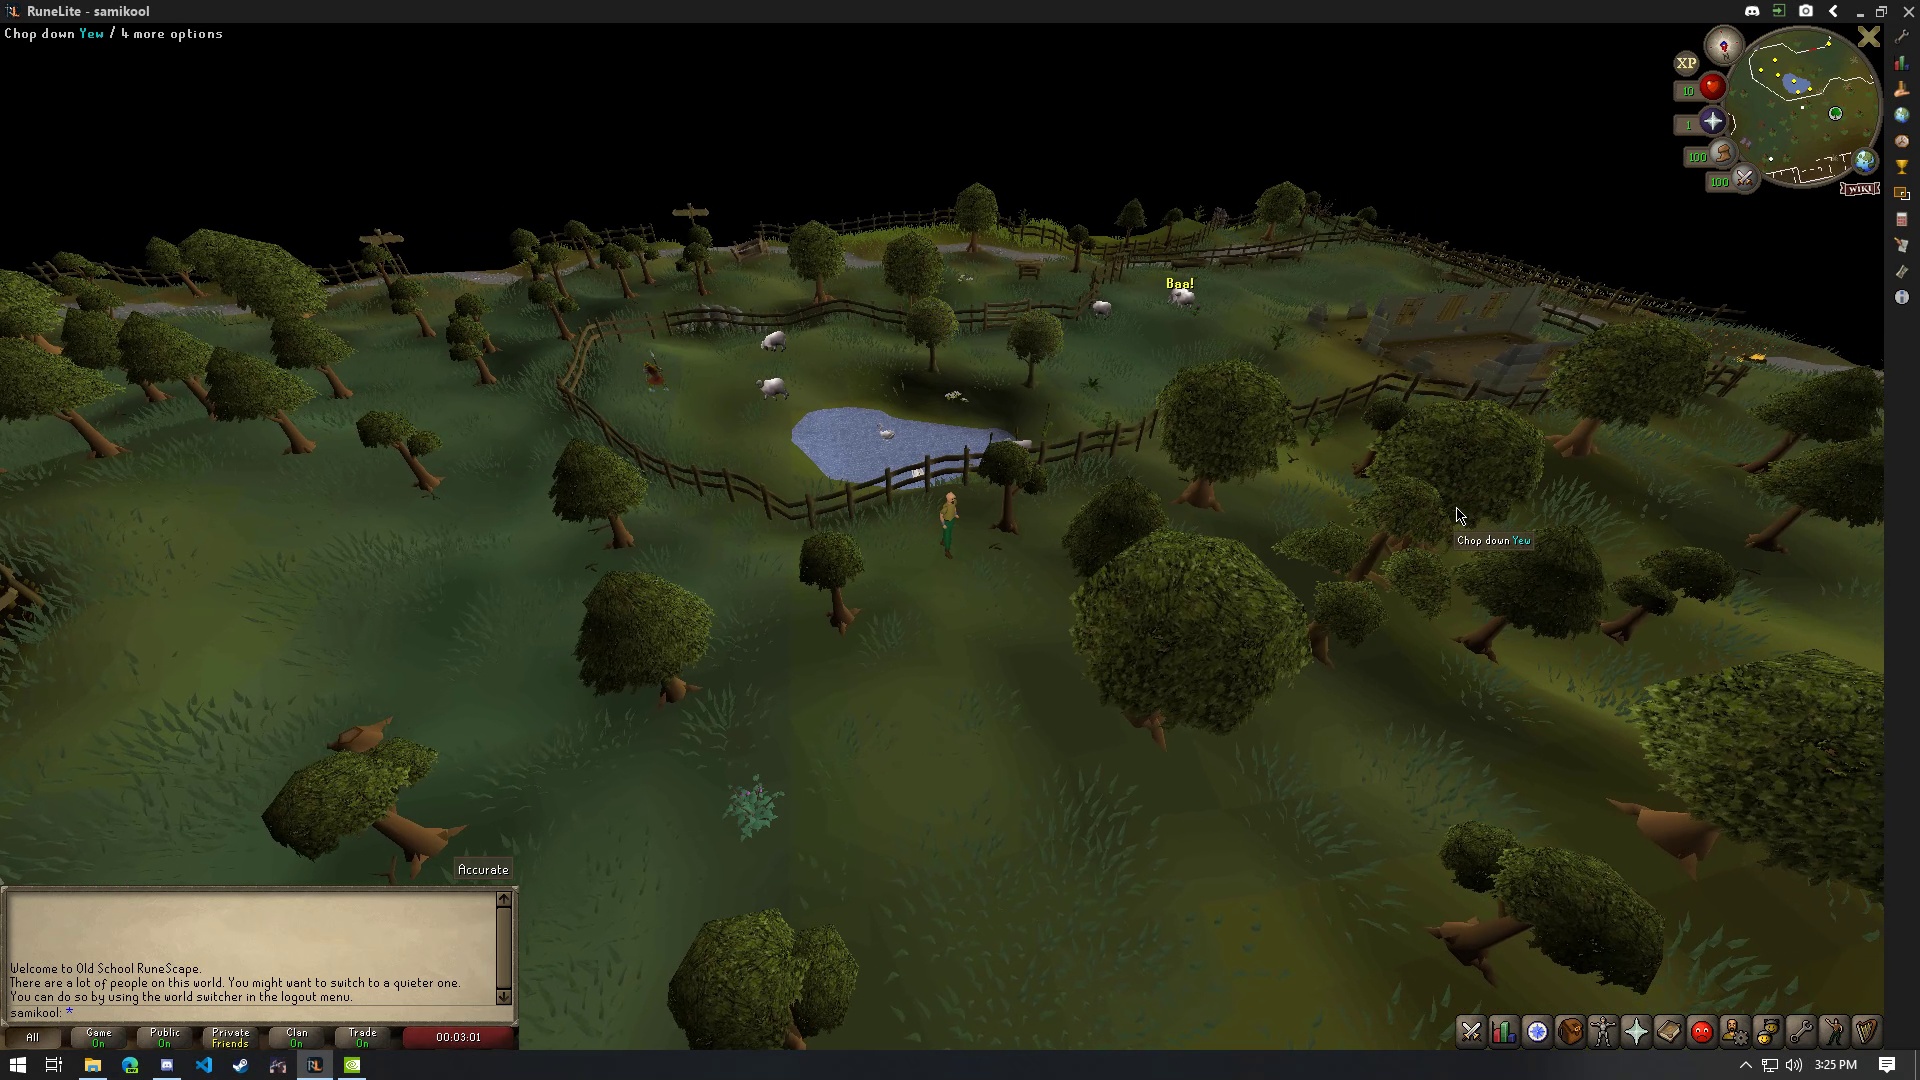 RuneLite - samikool
Chop down Yew / 4 more options
XP
10
1
100
100
WIKI
Baa!
Chop down Yew
Accurate
Welcome to Old School RuneScape.
There are a lot of people on this world. You might want to switch to a quieter one.
You can do so by using the world switcher in the logout menu.
samikool: *
All
Game
On
Public
On
Private
Friends
Clan
On
Trade
On
00:03:01
3:25 PM